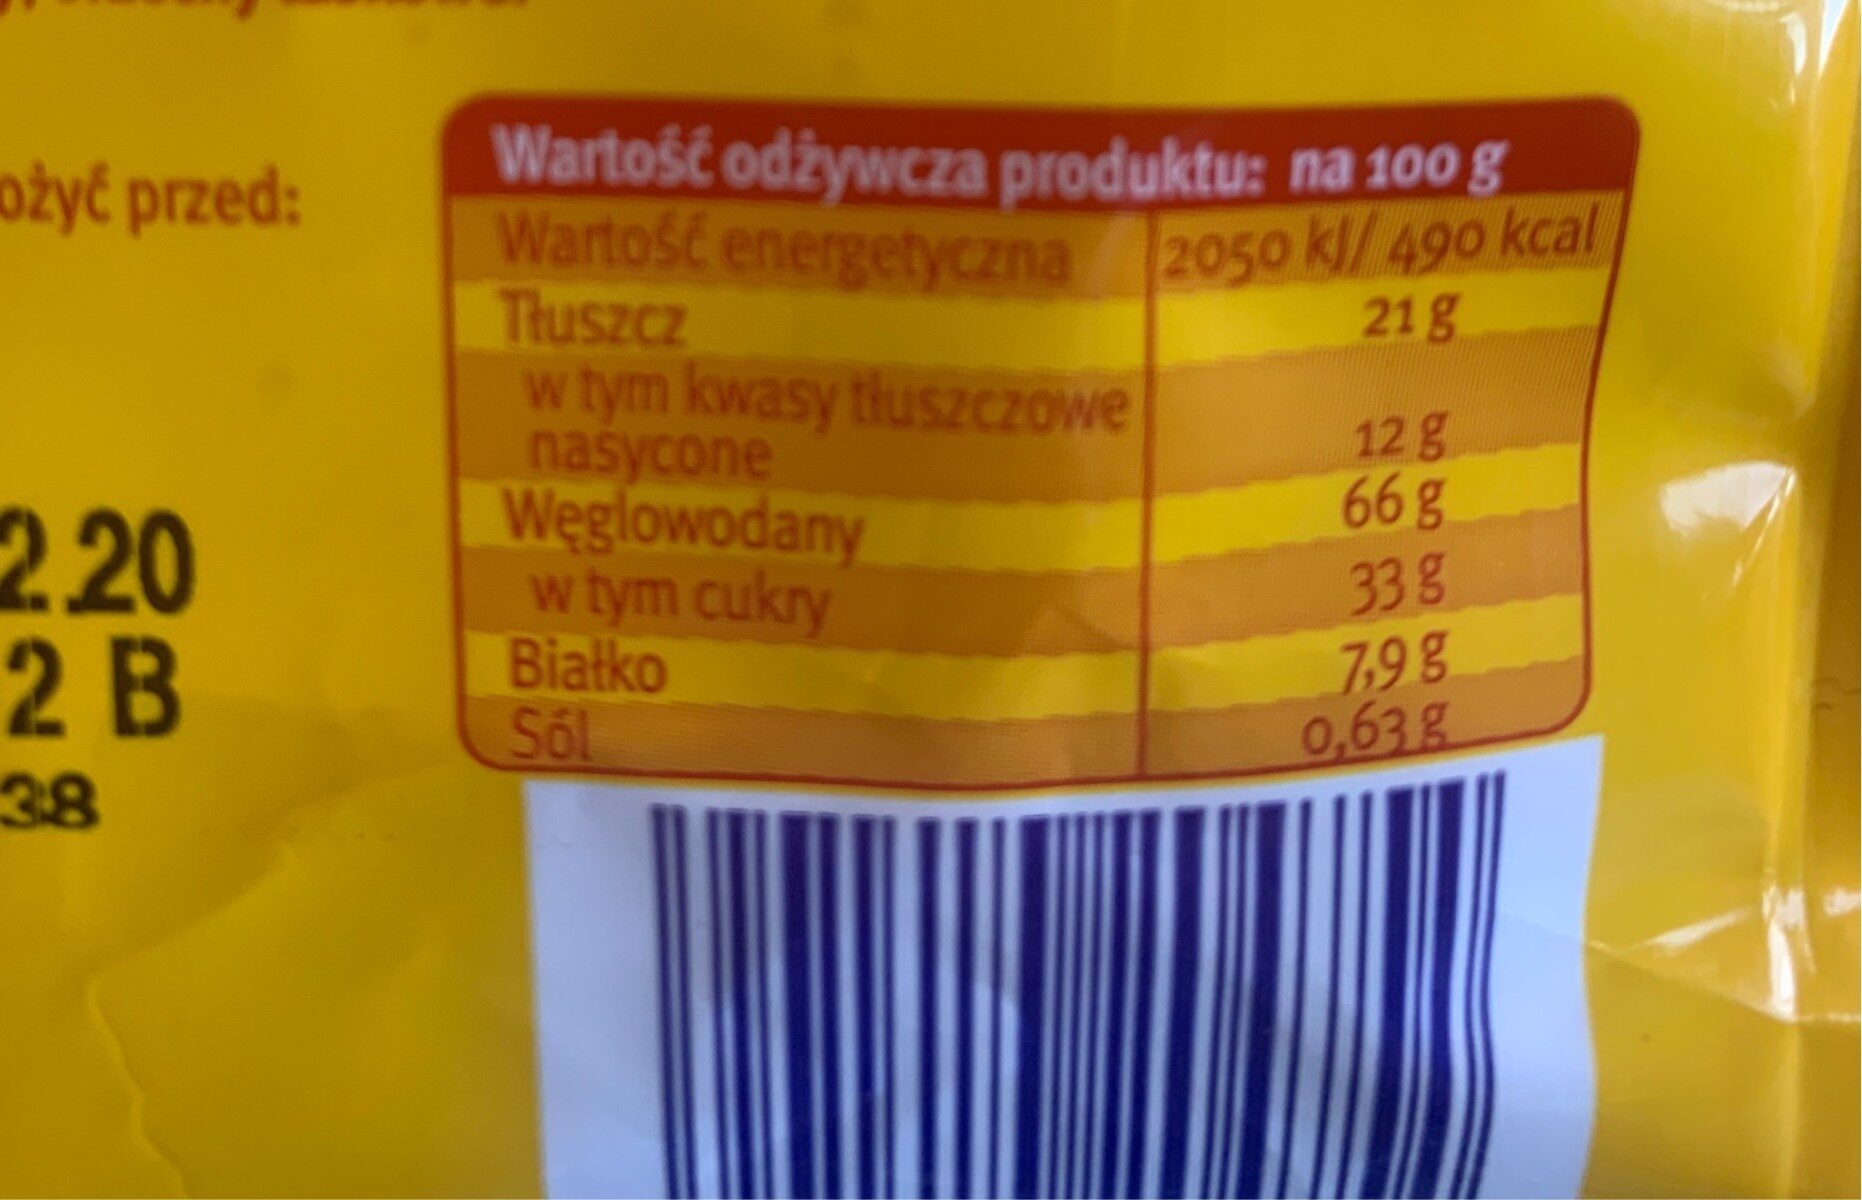 ożyć przed:
2.20
2 B
38
Wartość odżywcza produktu: na 100 g
Wartość energetyczna 2050 kJ/ 490 kcal
Tłuszcz 21 g
w tym kwasy tłuszczowe
nasycone 12 g
Węglowodany 66 g
w tym cukry 33 g
Białko 7,9 g
Sól 0,63 g